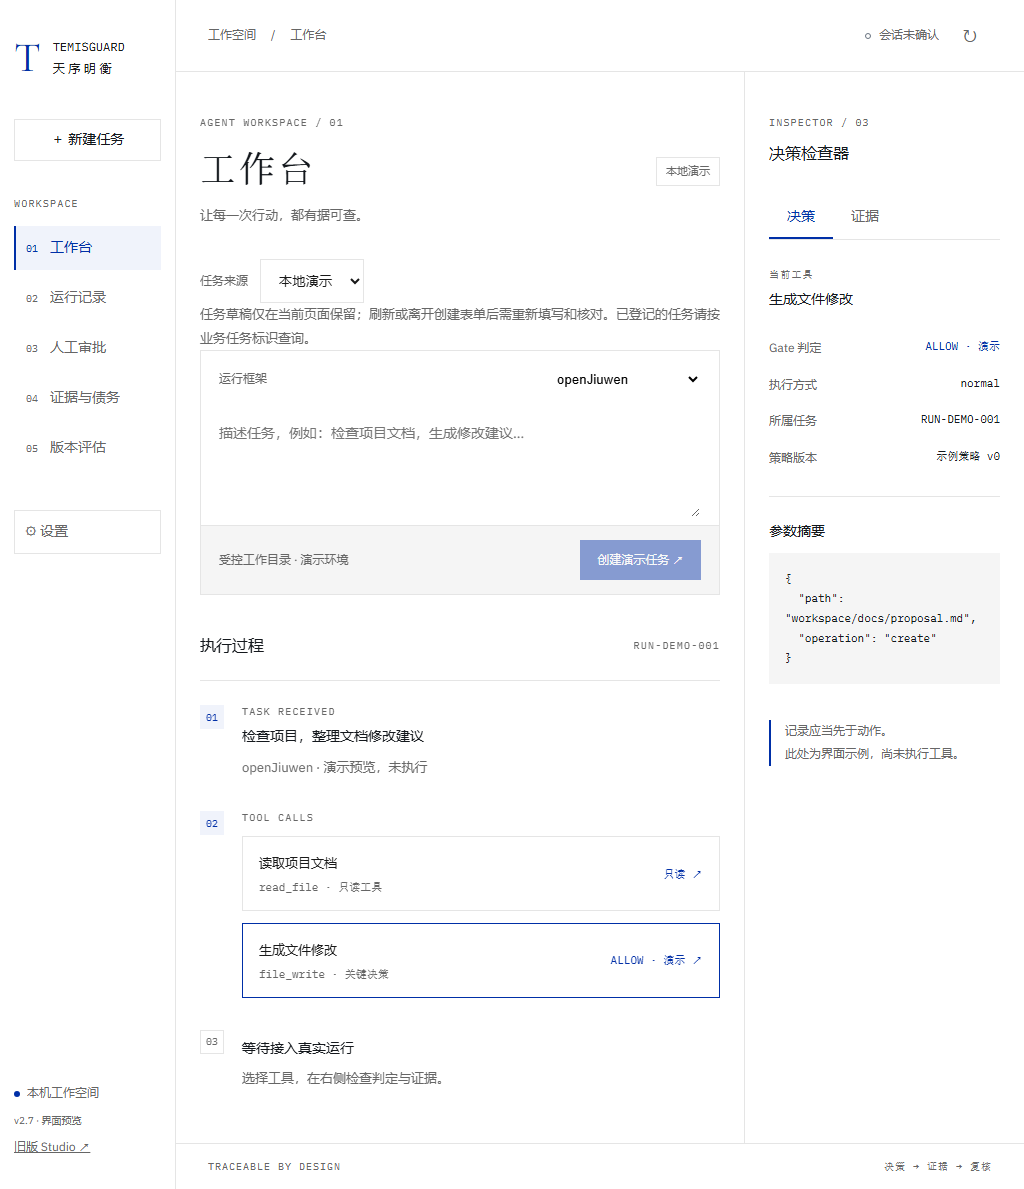 T
TEMISGUARD
天序明衡
+ 新建任务
WORKSPACE
01 工作台
02 运行记录
03 人工审批
04 证据与债务
05 版本评估
⚙ 设置
本机工作空间
v2.7 · 界面预览
旧版 Studio ↗
工作空间 / 工作台
会话未确认 ↻
AGENT WORKSPACE / 01
工作台
本地演示
让每一次行动，都有据可查。
任务来源 本地演示
任务草稿仅在当前页面保留；刷新或离开创建表单后需重新填写和核对。已登记的任务请按
业务任务标识查询。
运行框架 openJiuwen
描述任务，例如：检查项目文档，生成修改建议...
受控工作目录 · 演示环境 创建演示任务 ↗
执行过程 RUN-DEMO-001
01 TASK RECEIVED
检查项目，整理文档修改建议
openJiuwen · 演示预览，未执行
02 TOOL CALLS
读取项目文档
read_file · 只读工具
只读 ↗
生成文件修改
file_write · 关键决策
ALLOW · 演示 ↗
03 等待接入真实运行
选择工具，在右侧检查判定与证据。
INSPECTOR / 03
决策检查器
决策 证据
当前工具
生成文件修改
Gate 判定 ALLOW · 演示
执行方式 normal
所属任务 RUN-DEMO-001
策略版本 示例策略 v0
参数摘要
{
"path":
"workspace/docs/proposal.md",
"operation": "create"
}
记录应当先于动作。
此处为界面示例，尚未执行工具。
TRACEABLE BY DESIGN
决策 → 证据 → 复核